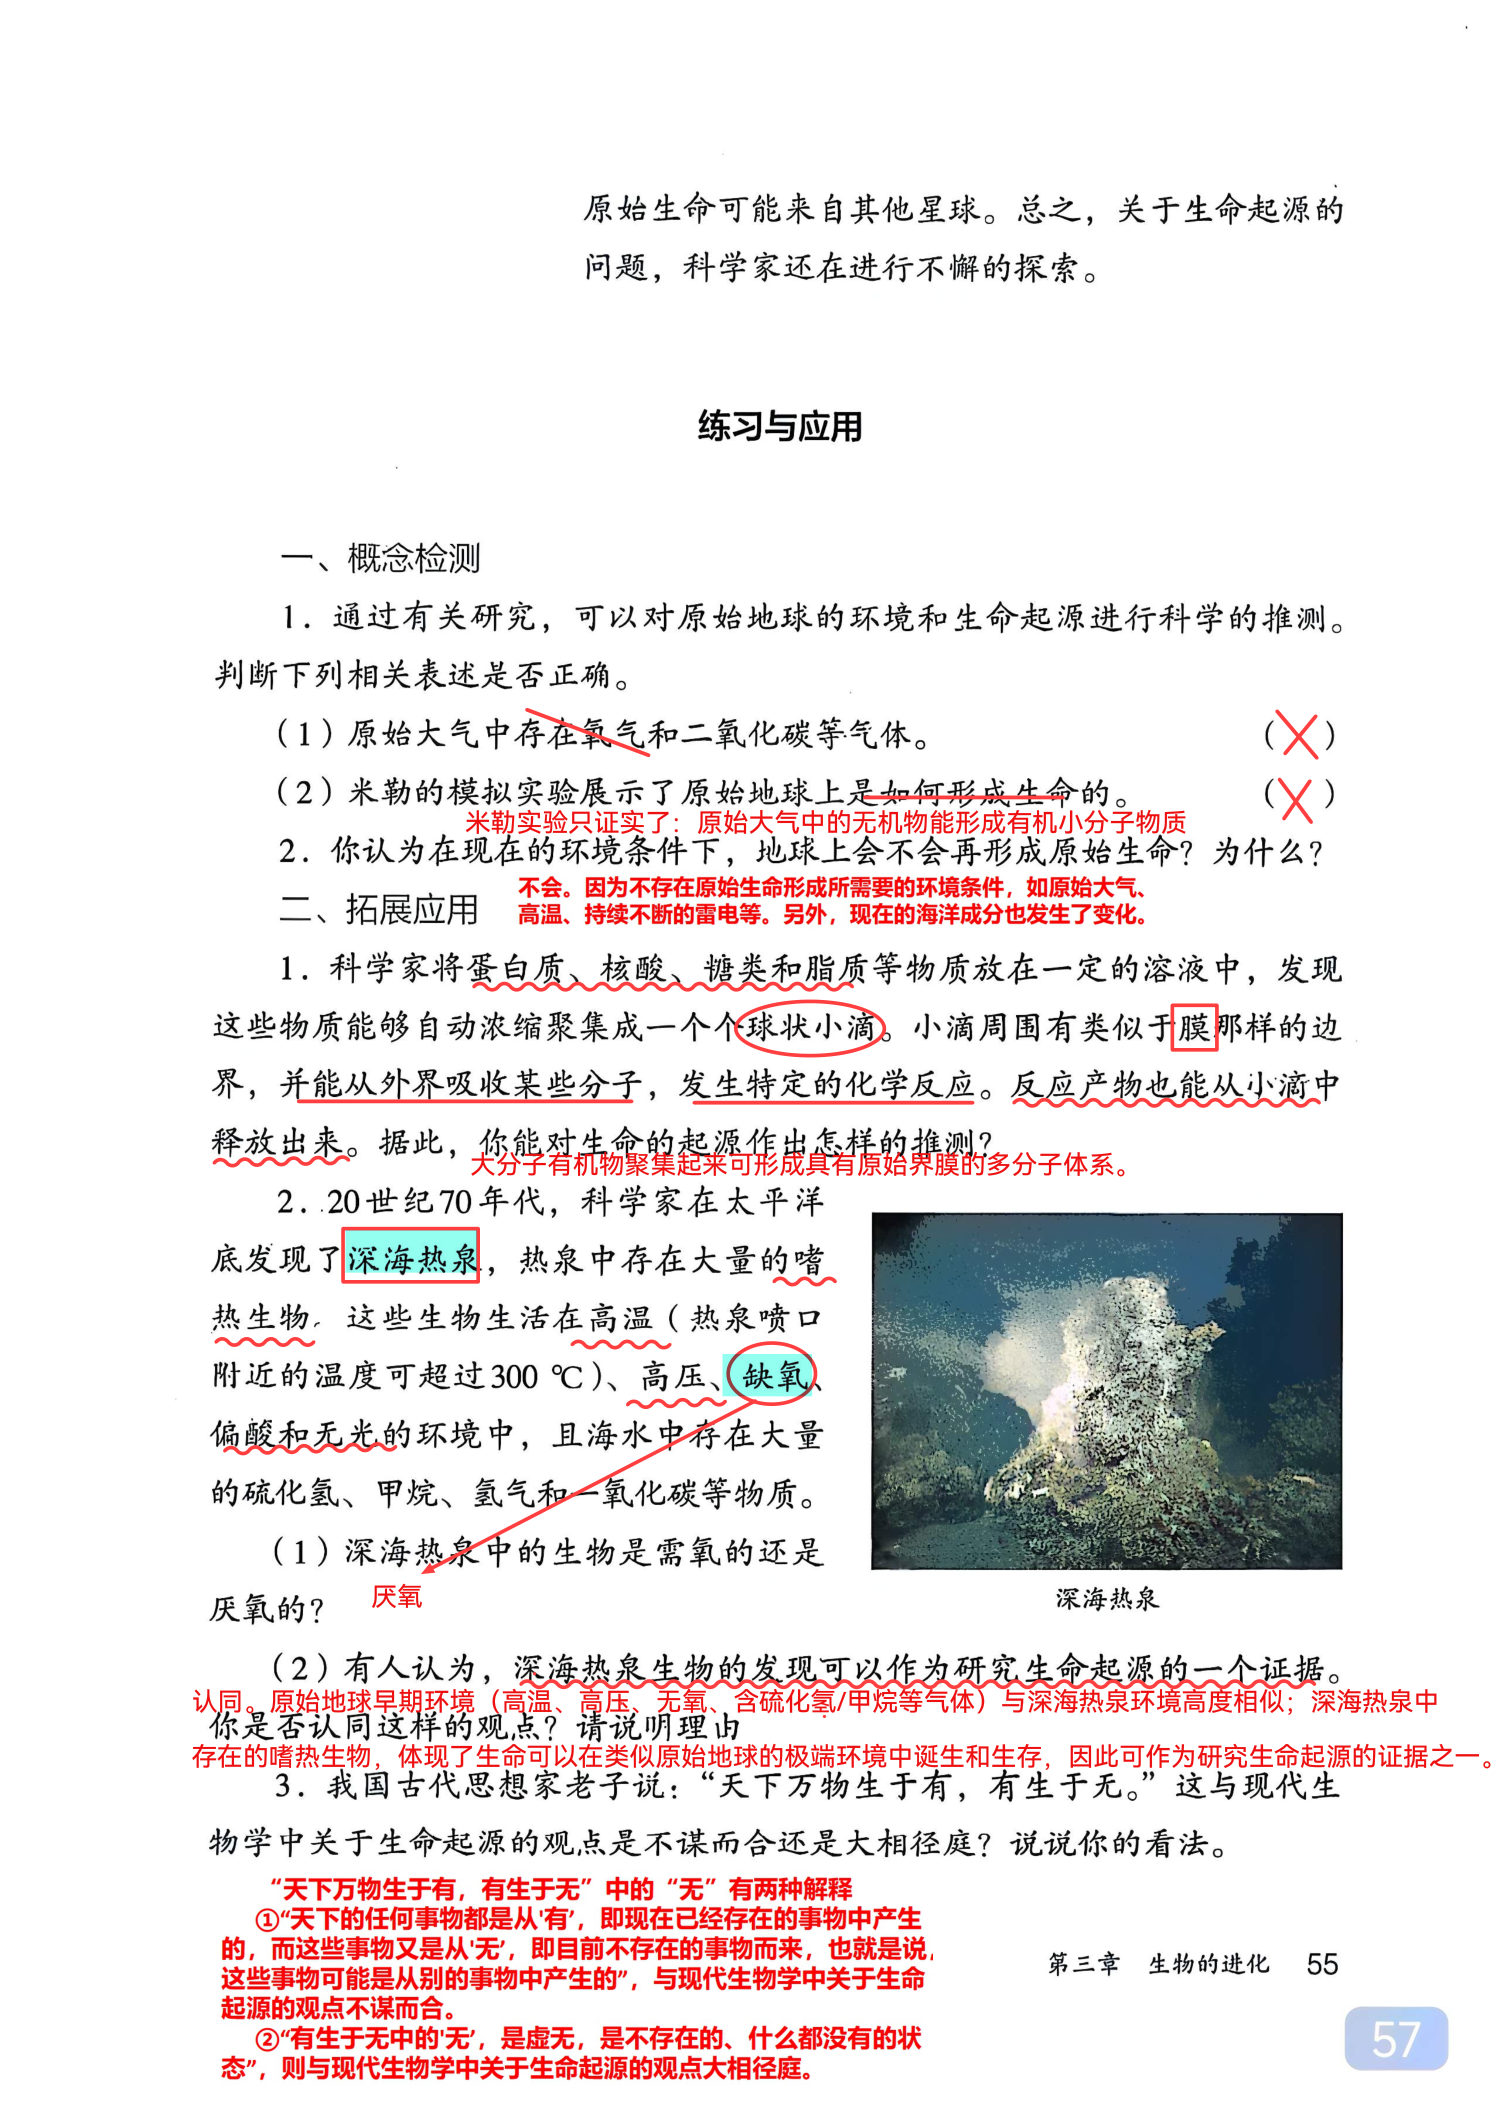 原始生命可能来自其他星球。总之，关于生命起源的
问题，科学家还在进行不懈的探索。
练习与应用
一、概念检测
1. 通过有关研究，可以对原始地球的环境和生命起源进行科学的推测。
判断下列相关表述是否正确。
（1）原始大气中存在氧气和二氧化碳等气体。 （╳）
（2）米勒的模拟实验展示了原始地球上是如何形成生命的。 （╳）
米勒实验只证实了：原始大气中的无机物能形成有机小分子物质
2. 你认为在现在的环境条件下，地球上会不会再形成原始生命？为什么？
不会。因为不存在原始生命形成所需要的环境条件，如原始大气、
二、拓展应用
高温、持续不断的雷电等。另外，现在的海洋成分也发生了变化。
1. 科学家将蛋白质、核酸、糖类和脂质等物质放在一定的溶液中，发现
这些物质能够自动浓缩聚集成一个个球状小滴。小滴周围有类似于膜那样的边
界，并能从外界吸收某些分子，发生特定的化学反应。反应产物也能从小滴中
释放出来。据此，你能对生命的起源作出怎样的推测？
大分子有机物聚集起来可形成具有原始界膜的多分子体系。
2. 20世纪70年代，科学家在太平洋
底发现了深海热泉，热泉中存在大量的嗜
热生物。这些生物生活在高温（热泉喷口
附近的温度可超过300 ℃）、高压、缺氧、
偏酸和无光的环境中，且海水中存在大量
的硫化氢、甲烷、氢气和一氧化碳等物质。
（1）深海热泉中的生物是需氧的还是
厌氧的？
厌氧
深海热泉
（2）有人认为，深海热泉生物的发现可以作为研究生命起源的一个证据。
认同。原始地球早期环境（高温、高压、无氧、含硫化氢/甲烷等气体）与深海热泉环境高度相似；深海热泉中
你是否认同这样的观点？请说明理由
存在的嗜热生物，体现了生命可以在类似原始地球的极端环境中诞生和生存，因此可作为研究生命起源的证据之一。
3. 我国古代思想家老子说：“天下万物生于有，有生于无。”这与现代生
物学中关于生命起源的观点是不谋而合还是大相径庭？说说你的看法。
“天下万物生于有，有生于无”中的“无”有两种解释
①“天下的任何事物都是从'有’，即现在已经存在的事物中产生
的，而这些事物又是从'无’，即目前不存在的事物而来，也就是说，
这些事物可能是从别的事物中产生的”，与现代生物学中关于生命
起源的观点不谋而合。
②“有生于无中的'无’，是虚无，是不存在的、什么都没有的状
态”，则与现代生物学中关于生命起源的观点大相径庭。
第三章 生物的进化 55
57